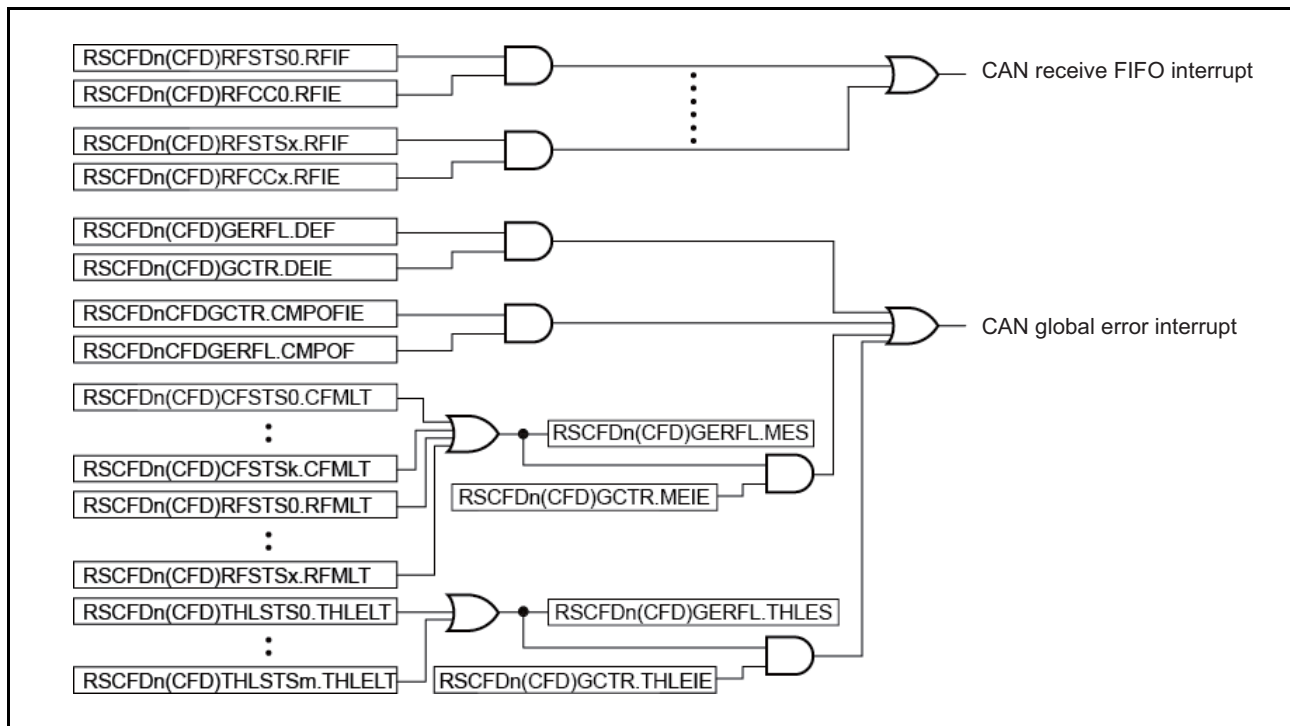 RSCFDn(CFD)RFSTS0.RFIF
RSCFDn(CFD)RFCC0.RFIE
CAN receive FIFO interrupt
RSCFDn(CFD)RFSTSx.RFIF
RSCFDn(CFD)RFCCx.RFIE
RSCFDn(CFD)GERFL.DEF
RSCFDn(CFD)GCTR.DEIE
RSCFDnCFDGCTR.CMPOFIE
CAN global error interrupt
RSCFDnCFDGERFL.CMPOF
RSCFDn(CFD)CFSTS0.CFMLT
RSCFDn(CFD)GERFL.MES
RSCFDn(CFD)CFSTSk.CFMLT
RSCFDn(CFD)GCTR.MEIE
RSCFDn(CFD)RFSTS0.RFMLT
RSCFDn(CFD)RFSTSx.RFMLT
RSCFDn(CFD)THLSTS0.THLELT
RSCFDn(CFD)GERFL.THLES
RSCFDn(CFD)THLSTSm.THLELT
RSCFDn(CFD)GCTR.THLEIE